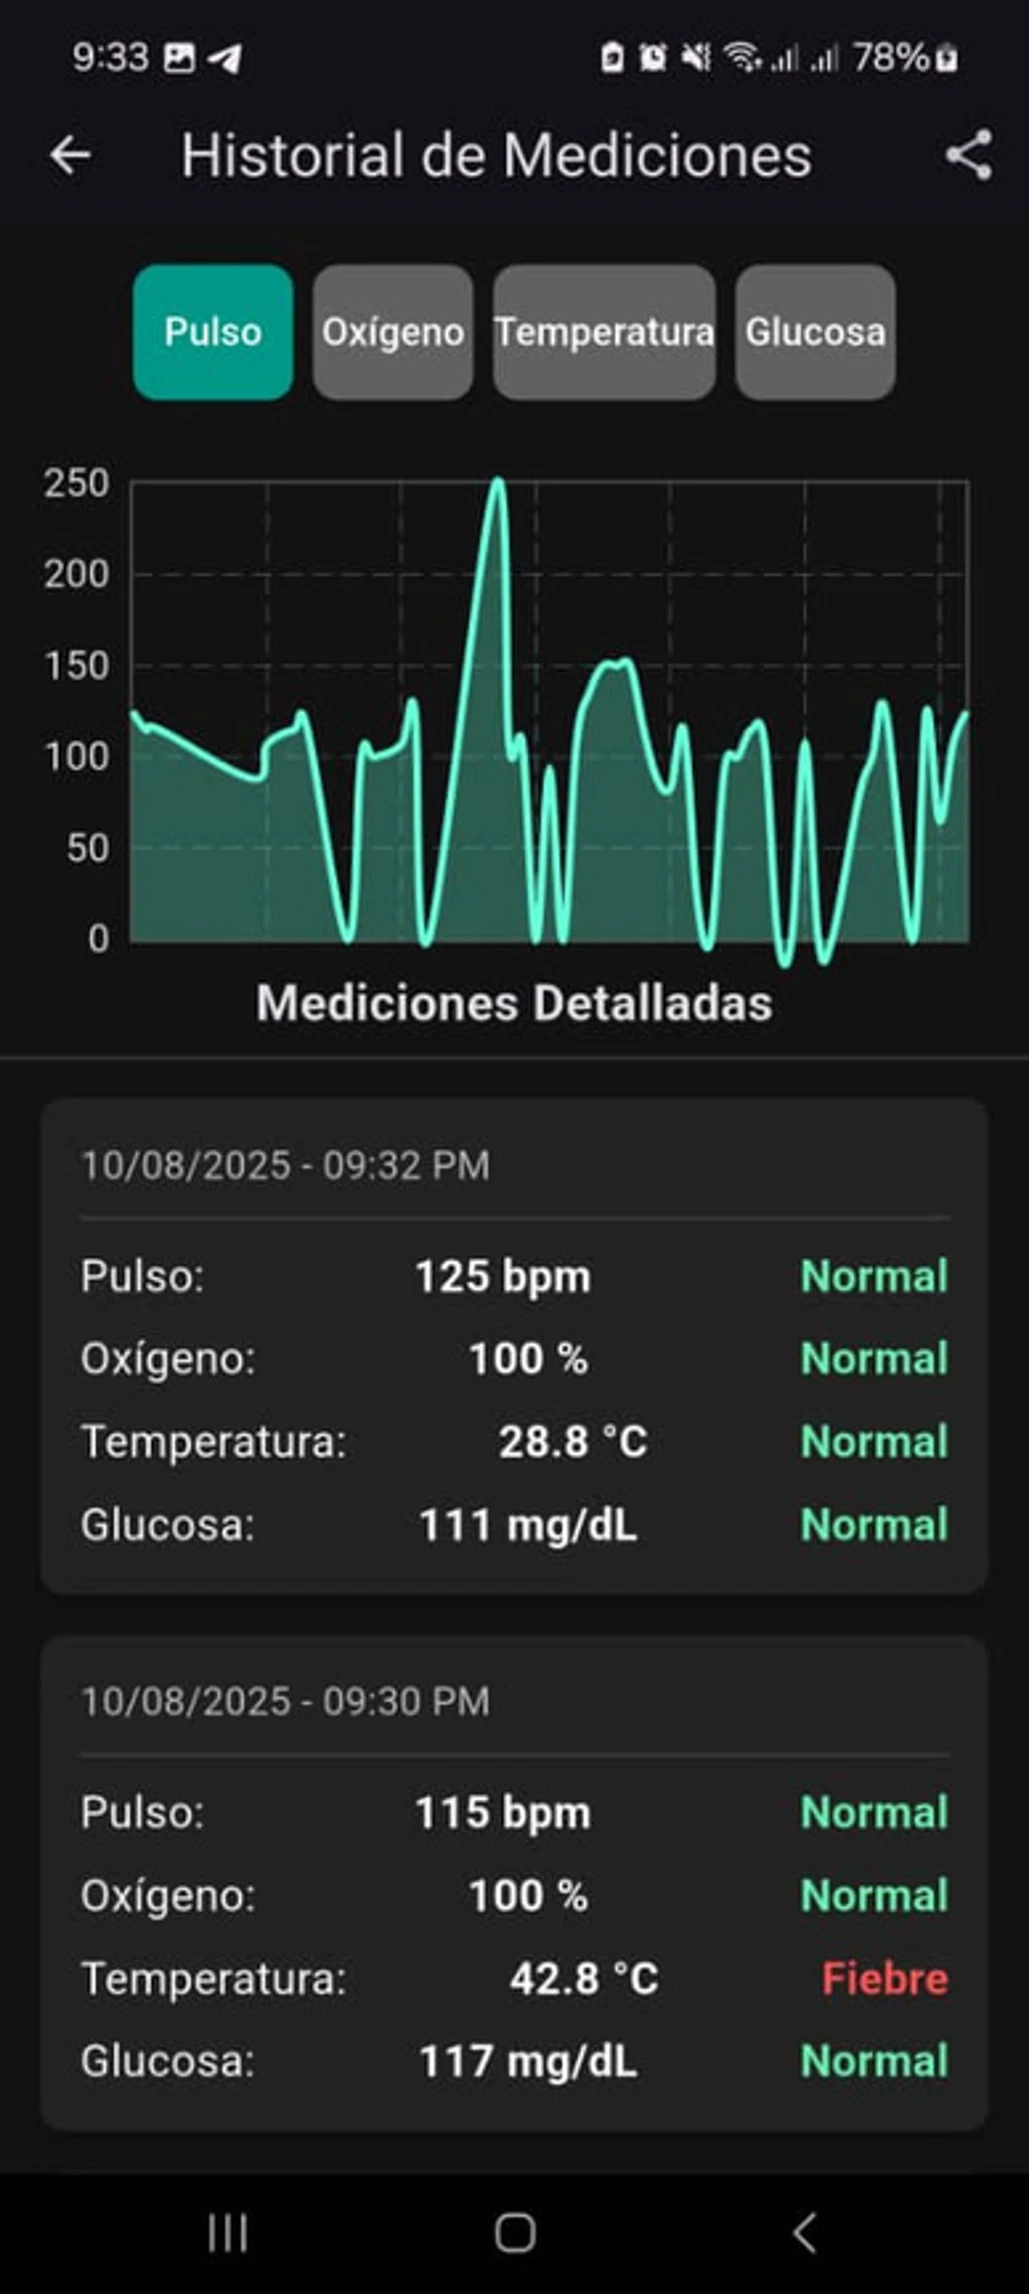 9:33 78%
Historial de Mediciones
Pulso Oxígeno Temperatura Glucosa
250
200
150
100
50
0
Mediciones Detalladas
10/08/2025 - 09:32 PM
Pulso: 125 bpm Normal
Oxígeno: 100 % Normal
Temperatura: 28.8 °C Normal
Glucosa: 111 mg/dL Normal
10/08/2025 - 09:30 PM
Pulso: 115 bpm Normal
Oxígeno: 100 % Normal
Temperatura: 42.8 °C Fiebre
Glucosa: 117 mg/dL Normal